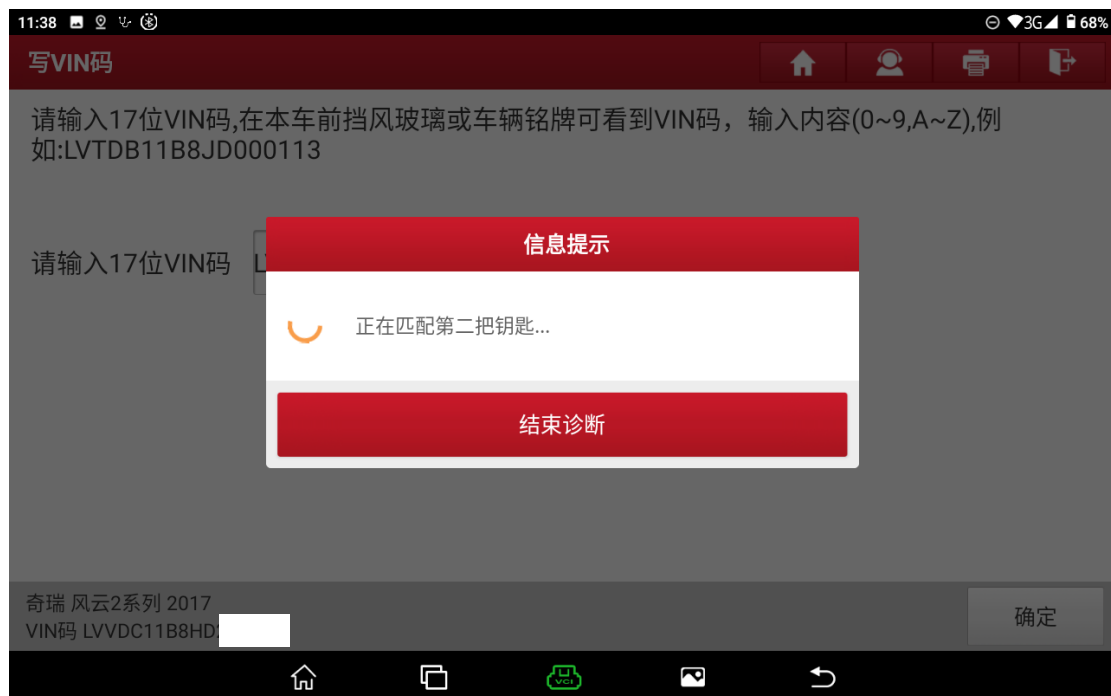 11:38 3G 68%
写VIN码
请输入17位VIN码,在本车前挡风玻璃或车辆铭牌可看到VIN码，输入内容(0~9,A~Z),例
如:LVTDB11B8JD000113
信息提示
请输入17位VIN码
正在匹配第二把钥匙...
结束诊断
奇瑞 风云2系列 2017
VIN码 LVVDC11B8HD
确定
VCI